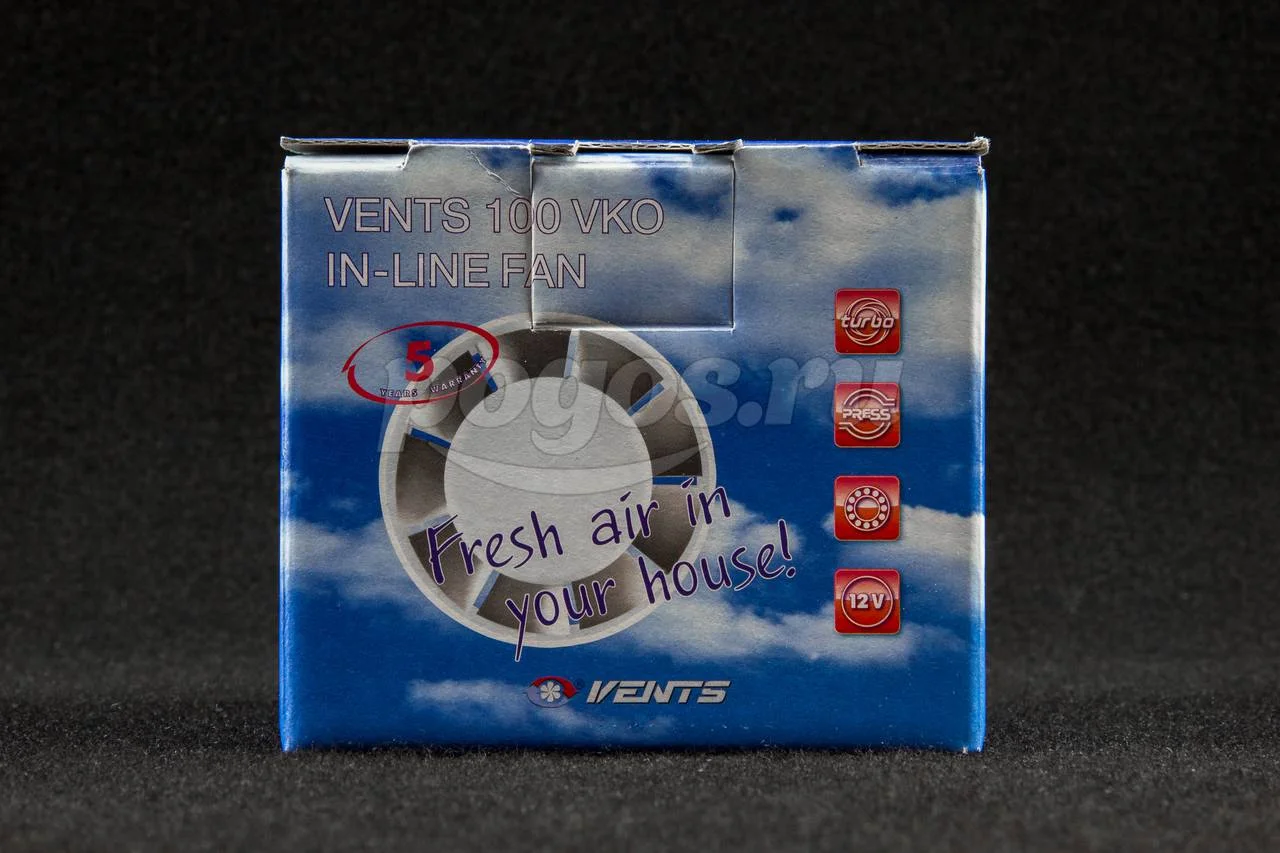 VENTS 100 VKO
IN-LINE FAN
turbo
5
YEARS WARRANTY
pogos.ru
PRESS
Fresh air in
your house!
12V
VENTS